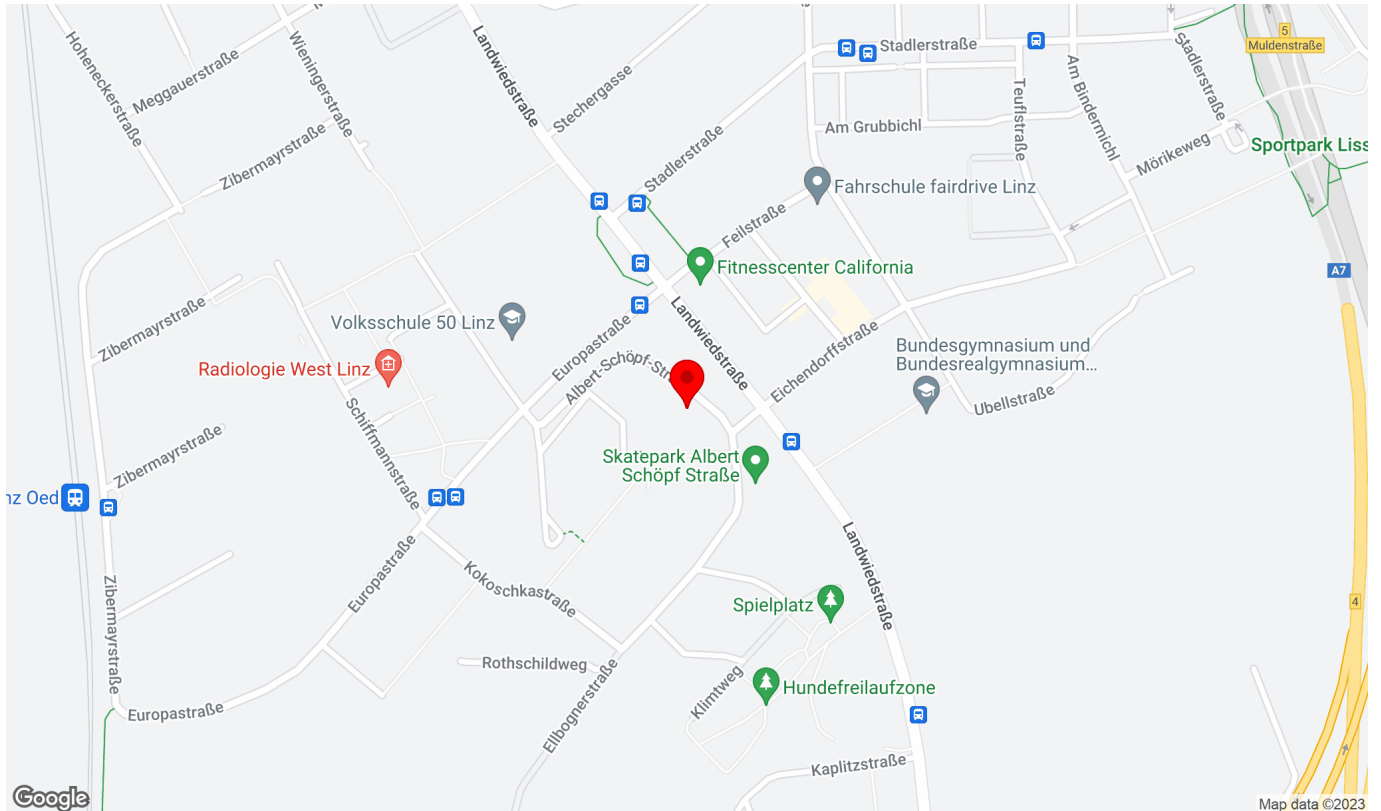 Hoheneckerstraße
Meggauerstraße
Wieningerstraße
Landwiedstraße
Stechergasse
Stadlerstraße
5
Muldenstraße
Stadlerstraße
Teuflstraße
Am Bindermichl
Am Grubbichl
Mörikeweg
Sportpark Liss
Zibermayrstraße
Stadlerstraße
Fahrschule fairdrive Linz
Feilstraße
Fitnesscenter California
A7
Zibermayrstraße
Volksschule 50 Linz
Europastraße
Landwiedstraße
Eichendorffstraße
Bundesgymnasium und
Bundesrealgymnasium...
Radiologie West Linz
Albert-Schöpf-Str
Ubellstraße
Schiffmannstraße
Zibermayrstraße
Skatepark Albert
Schöpf Straße
nz Oed
Landwiedstraße
Europastraße
Kokoschkastraße
Zibermayrstraße
Spielplatz
4
Rothschildweg
Klimtweg
Hundefreilaufzone
Europastraße
Ellbognerstraße
Kaplitzstraße
Google
Map data ©2023